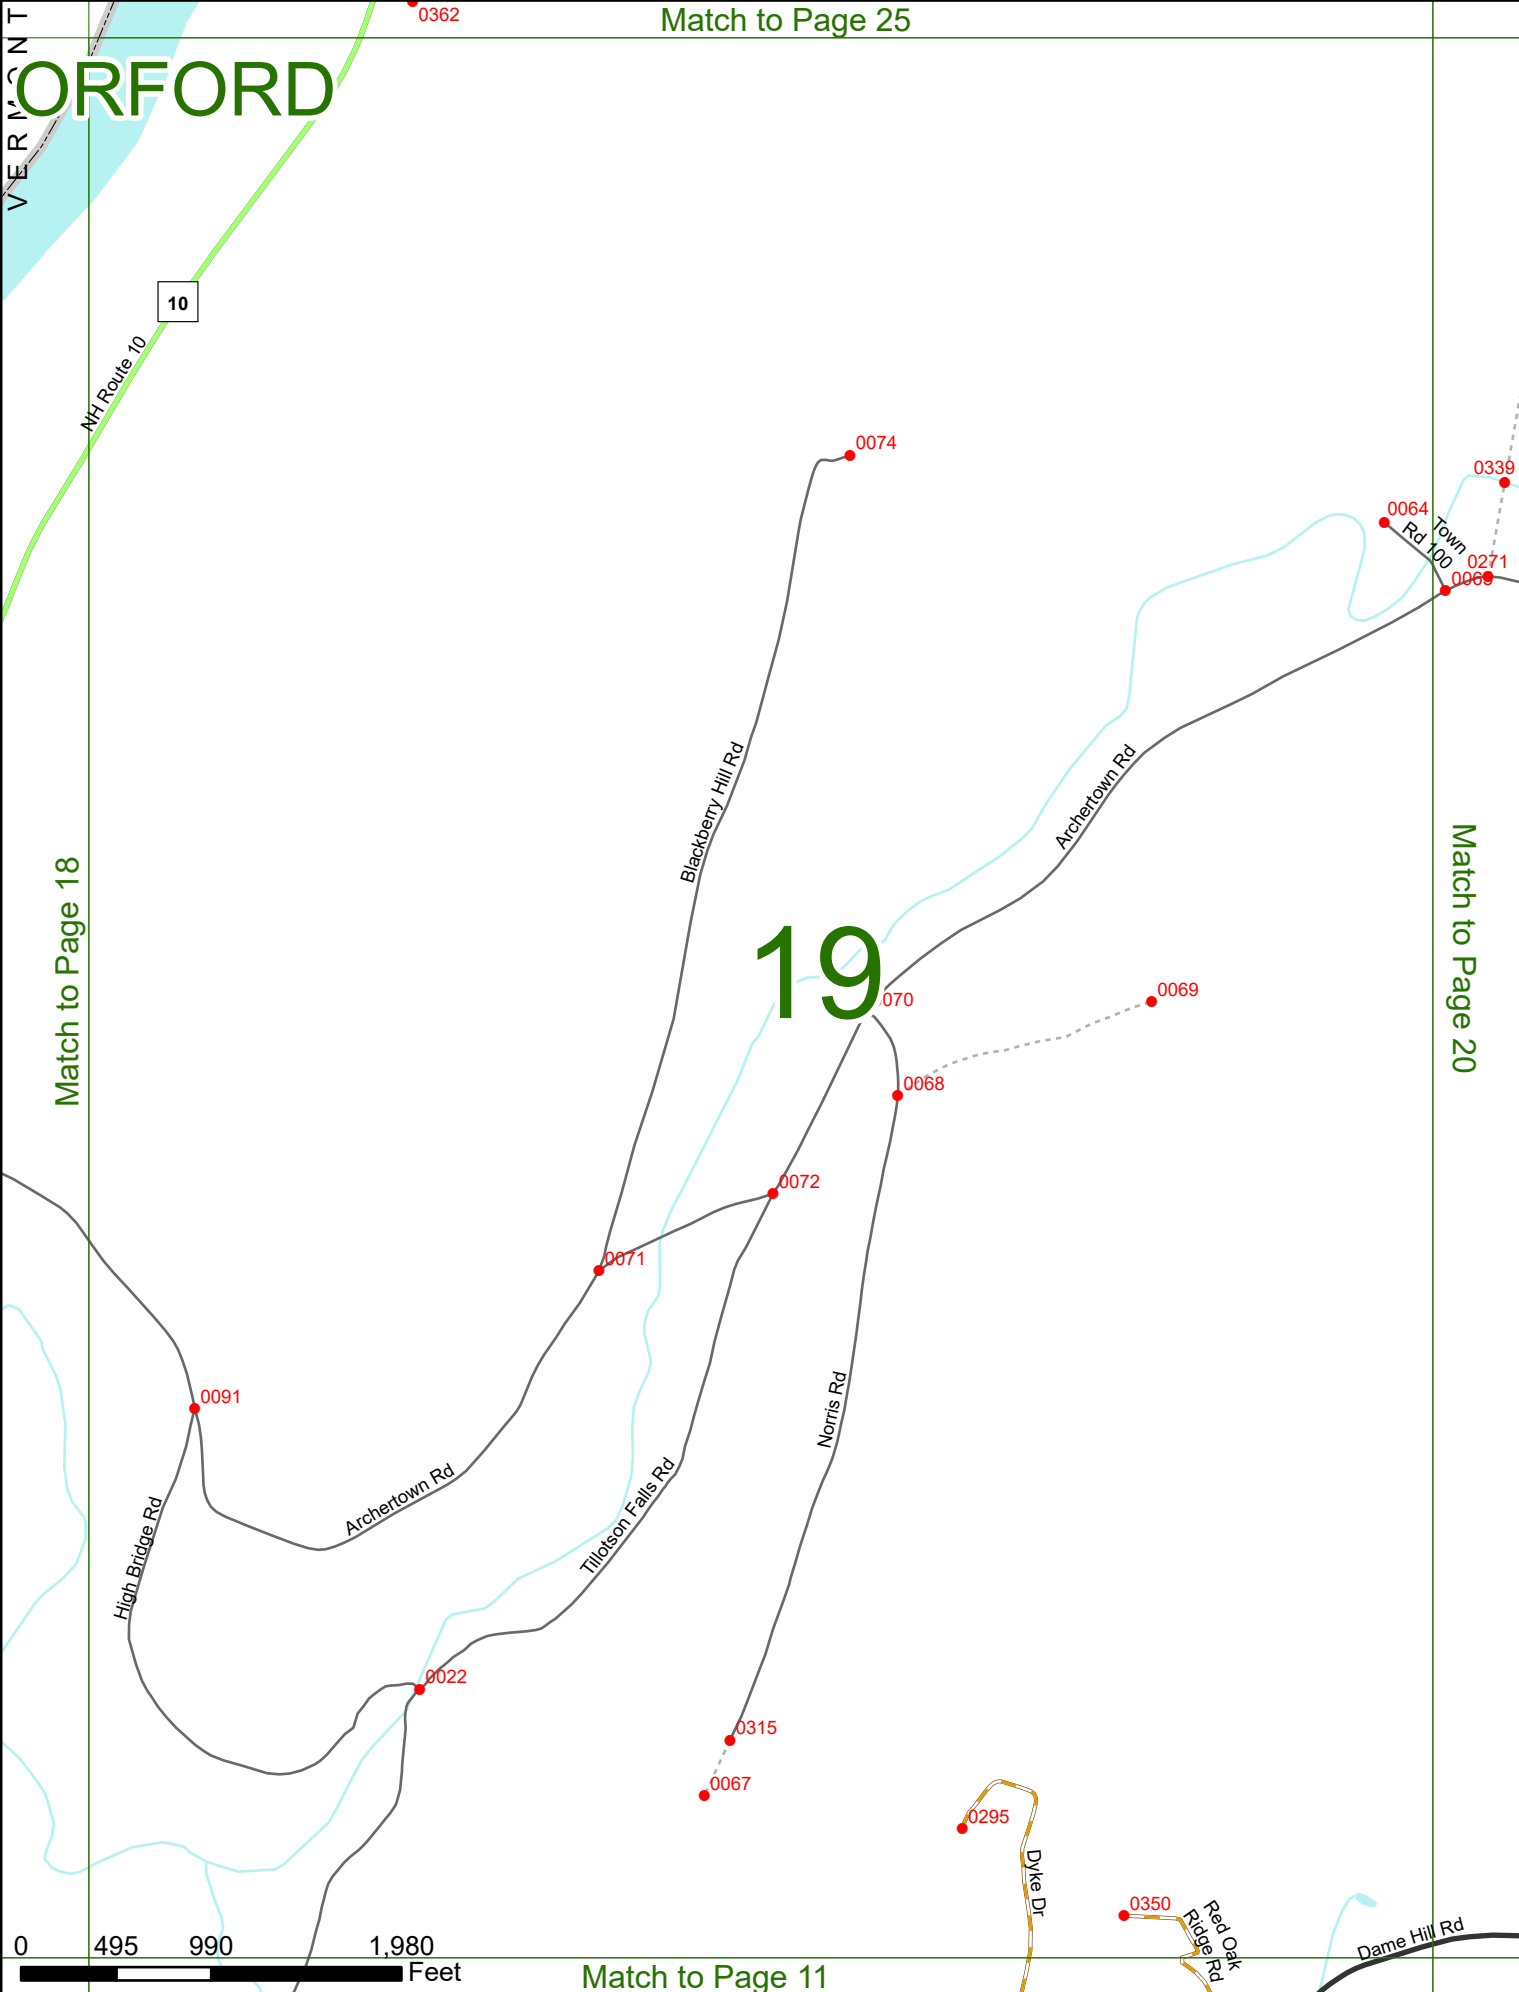 0362
Match to Page 25
VERMONT
ORFORD
10
NH Route 10
0074
0339
0064
Town
Rd 100
0271
Blackberry Hill Rd
Archertown Rd
Match to Page 18
Match to Page 20
19
070
0069
0068
0072
0071
0091
Norris Rd
Archertown Rd
Tillotson Falls Rd
High Bridge Rd
0022
0315
0067
0295
Dyke Dr
0350
Red Oak
Ridge Rd
Dame Hill Rd
0 495 990 1,980
Feet
Match to Page 11